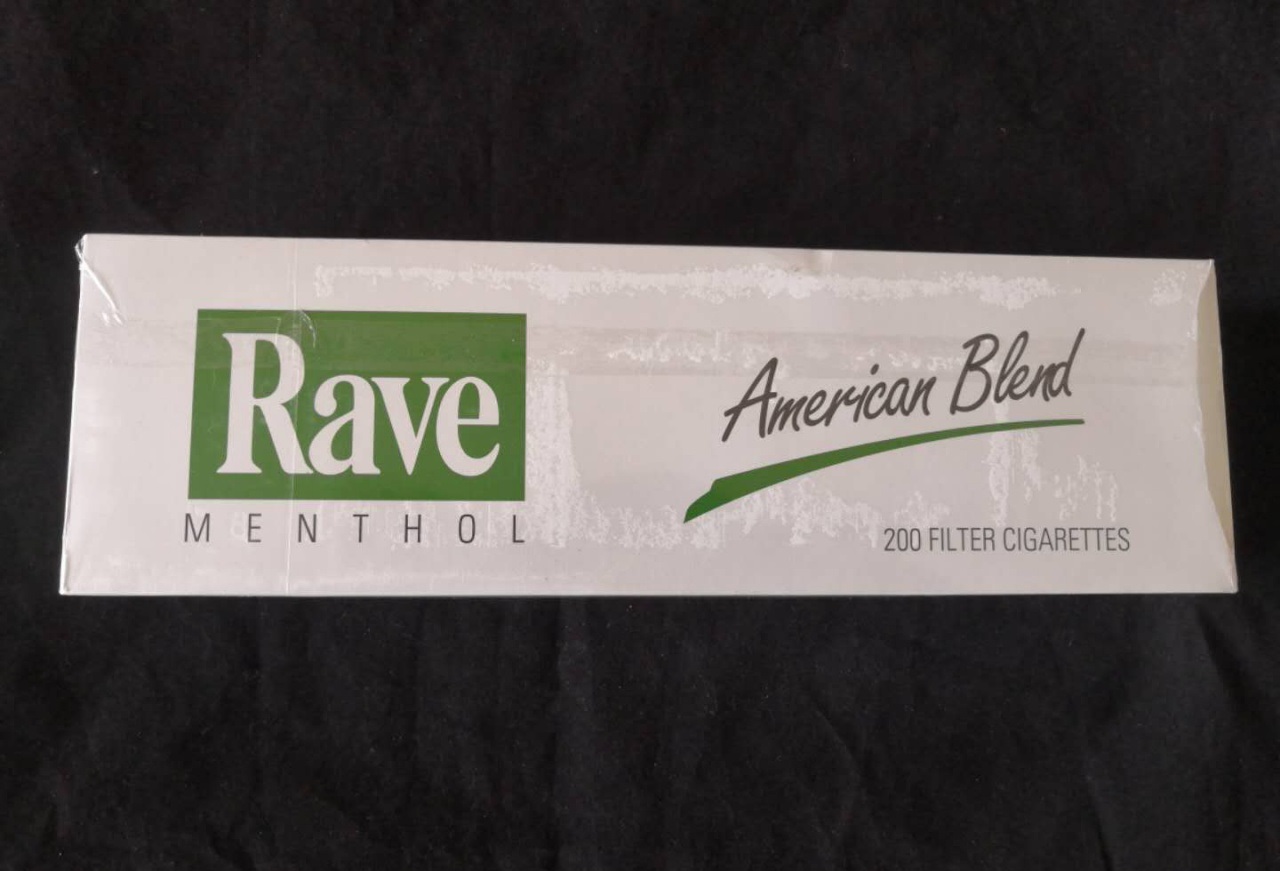 Rave
MENTHOL
American Blend
200 FILTER CIGARETTES